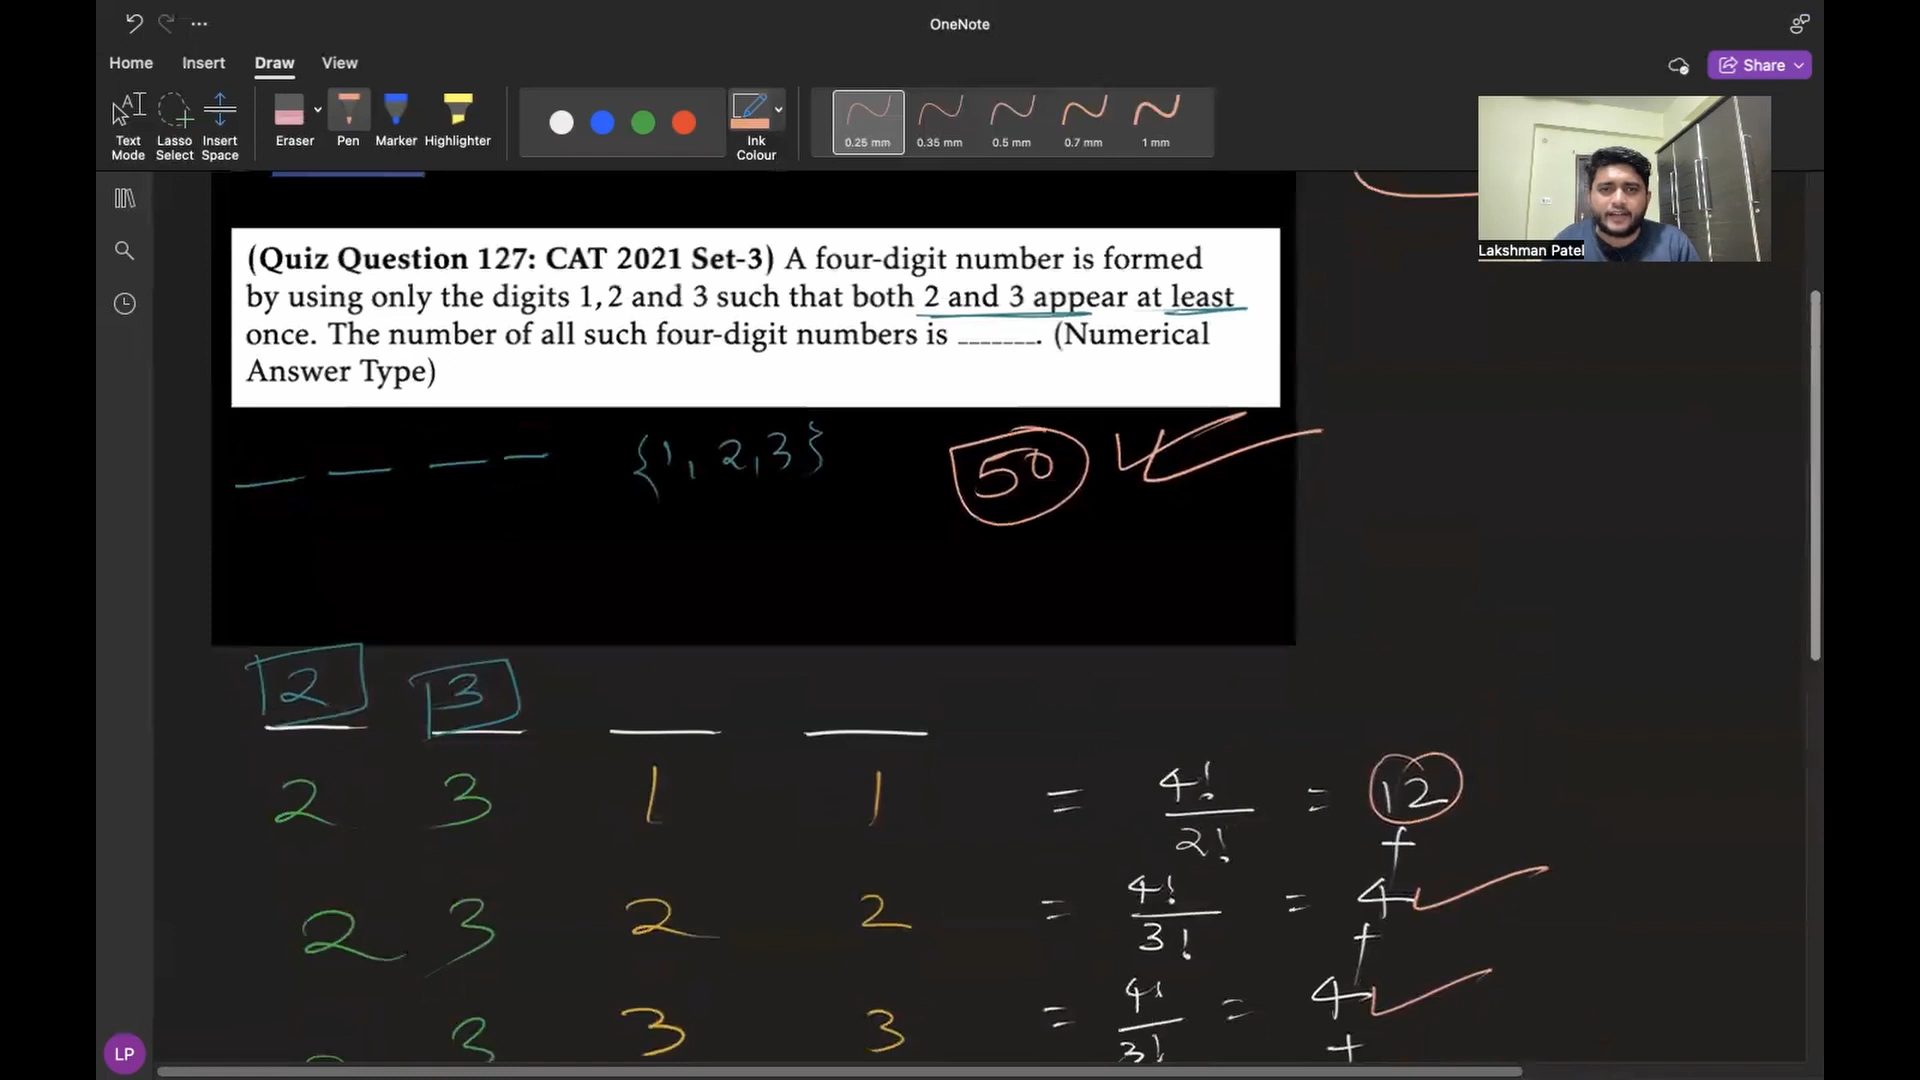 OneNote
Home Insert Draw View
Share
Text Mode
Lasso Select
Insert Space
Eraser
Pen
Marker
Highlighter
Ink Colour
0.25 mm
0.35 mm
0.5 mm
0.7 mm
1 mm
Lakshman Patel
(Quiz Question 127: CAT 2021 Set-3) A four-digit number is formed
by using only the digits 1, 2 and 3 such that both 2 and 3 appear at least
once. The number of all such four-digit numbers is _______. (Numerical
Answer Type)
{1, 2, 3} 50
2 3
2 3 1 1 = 4!/2! = 12
+
2 3 2 2 = 4!/3! = 4
+
3 3 3 = 4!/3! = 4
+
LP